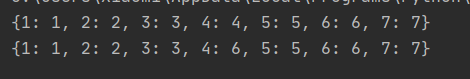 {1: 1, 2: 2, 3: 3, 4: 4, 5: 5, 6: 6, 7: 7}
{1: 1, 2: 2, 3: 3, 4: 6, 5: 5, 6: 6, 7: 7}